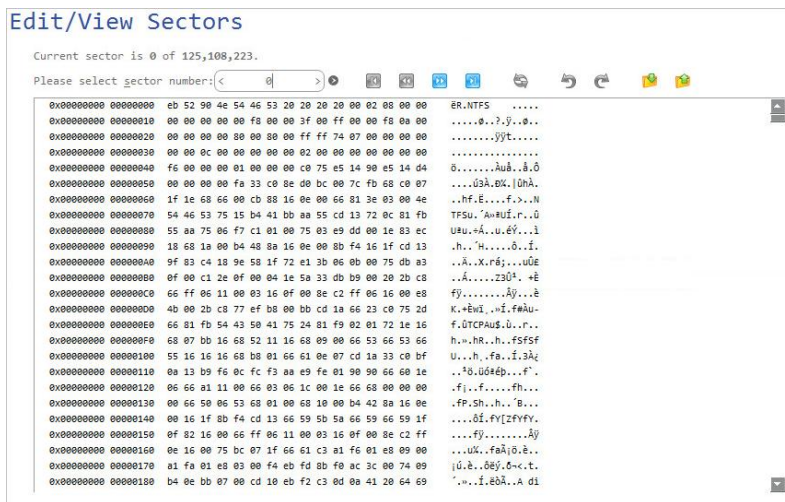 Edit/View Sectors
Current sector is 0 of 125,108,223.
Please select sector number: < 0 >
0x00000000 00000000 eb 52 90 4e 54 46 53 20 20 20 20 00 02 08 00 00 ëR.NTFS .....
0x00000000 00000010 00 00 00 00 00 f8 00 00 3f 00 ff 00 00 f8 0a 00 .....ø..?.ÿ..ø..
0x00000000 00000020 00 00 00 00 80 00 80 00 ff ff 74 07 00 00 00 00 ........ÿÿt.....
0x00000000 00000030 00 00 0c 00 00 00 00 00 02 00 00 00 00 00 00 00 ................
0x00000000 00000040 f6 00 00 00 01 00 00 00 c0 75 e5 14 90 e5 14 d4 ö.......Àuå..å.Ô
0x00000000 00000050 00 00 00 00 fa 33 c0 8e d0 bc 00 7c fb 68 c0 07 ....ú3À.Ð¼.|ûhÀ.
0x00000000 00000060 1f 1e 68 66 00 cb 88 16 0e 00 66 81 3e 03 00 4e ..hf.Ë....f.>..N
0x00000000 00000070 54 46 53 75 15 b4 41 bb aa 55 cd 13 72 0c 81 fb TFSu.´A»ªUÍ.r..û
0x00000000 00000080 55 aa 75 06 f7 c1 01 00 75 03 e9 dd 00 1e 83 ec Uªu.÷Á..u.éÝ...ì
0x00000000 00000090 18 68 1a 00 b4 48 8a 16 0e 00 8b f4 16 1f cd 13 .h..´H.....ô..Í.
0x00000000 000000A0 9f 83 c4 18 9e 58 1f 72 e1 3b 06 0b 00 75 db a3 ..Ä..X.rá;...uÛ£
0x00000000 000000B0 0f 00 c1 2e 0f 00 04 1e 5a 33 db b9 00 20 2b c8 ..Á.....Z3Û¹. +È
0x00000000 000000C0 66 ff 06 11 00 03 16 0f 00 8e c2 ff 06 16 00 e8 fÿ........Âÿ...è
0x00000000 000000D0 4b 00 2b c8 77 ef b8 00 bb cd 1a 66 23 c0 75 2d K.+Èwï¸.»Í.f#Àu-
0x00000000 000000E0 66 81 fb 54 43 50 41 75 24 81 f9 02 01 72 1e 16 f.ûTCPAu$.ù..r..
0x00000000 000000F0 68 07 bb 16 68 52 11 16 68 09 00 66 53 66 53 66 h.».hR..h..fSfSf
0x00000000 00000100 55 16 16 16 68 b8 01 66 61 0e 07 cd 1a 33 c0 bf U...h¸.fa..Í.3À¿
0x00000000 00000110 0a 13 b9 f6 0c fc f3 aa e9 fe 01 90 90 66 60 1e ..¹ö.üóªéþ...f`.
0x00000000 00000120 06 66 a1 11 00 66 03 06 1c 00 1e 66 68 00 00 00 .f¡..f.....fh...
0x00000000 00000130 00 66 50 06 53 68 01 00 68 10 00 b4 42 8a 16 0e .fP.Sh..h..´B...
0x00000000 00000140 00 16 1f 8b f4 cd 13 66 59 5b 5a 66 59 66 59 1f ....ôÍ.fY[ZfYfY.
0x00000000 00000150 0f 82 16 00 66 ff 06 11 00 03 16 0f 00 8e c2 ff ....fÿ........Âÿ
0x00000000 00000160 0e 16 00 75 bc 07 1f 66 61 c3 a1 f6 01 e8 09 00 ...u¼..faÃ¡ö.è..
0x00000000 00000170 a1 fa 01 e8 03 00 f4 eb fd 8b f0 ac 3c 00 74 09 ¡ú.è..ôëý.ð¬<.t.
0x00000000 00000180 b4 0e bb 07 00 cd 10 eb f2 c3 0d 0a 41 20 64 69 ´.»..Í.ëòÃ..A di